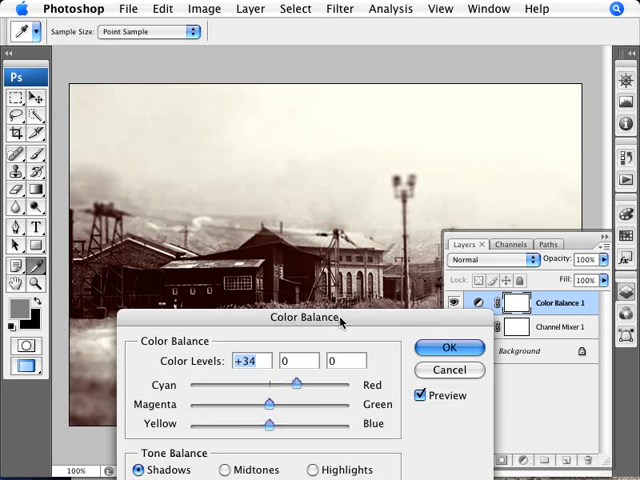 Photoshop File Edit Image Layer Select Filter Analysis View Window Help
Sample Size: Point Sample
Ps
Layers × Channels Paths
Normal Opacity: 100%
Lock: Fill: 100%
Color Balance 1
Channel Mixer 1
Background
Color Balance
Color Balance
Color Levels: +34 0 0
Cyan Red
Magenta Green
Yellow Blue
OK
Cancel
Preview
Tone Balance
Shadows Midtones Highlights
100%